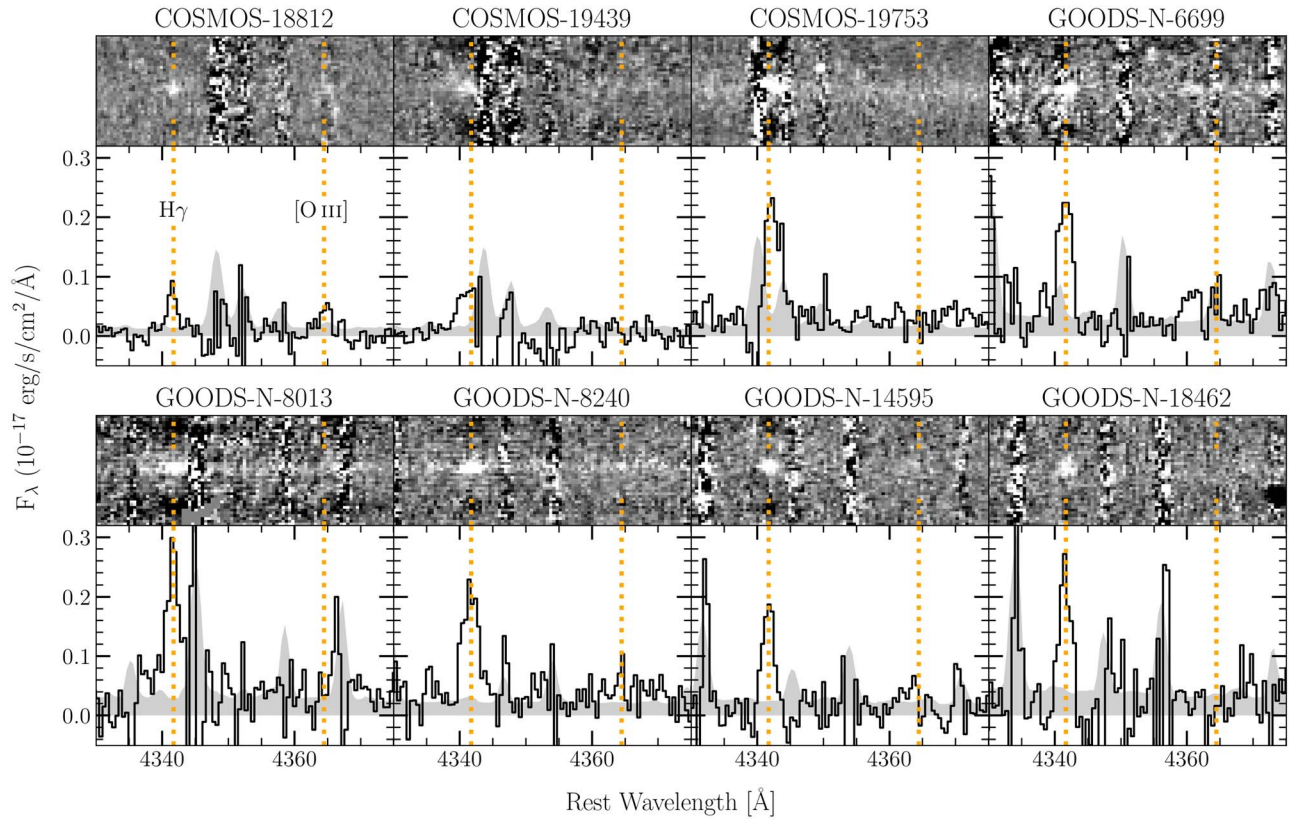 COSMOS-18812 COSMOS-19439 COSMOS-19753 GOODS-N-6699
0.3
0.2
Hγ [O III]
0.1
0.0
GOODS-N-8013 GOODS-N-8240 GOODS-N-14595 GOODS-N-18462
0.3
0.2
0.1
0.0
4340 4360 4340 4360 4340 4360 4340 4360
F_λ (10⁻¹⁷ erg/s/cm²/Å)
Rest Wavelength [Å]